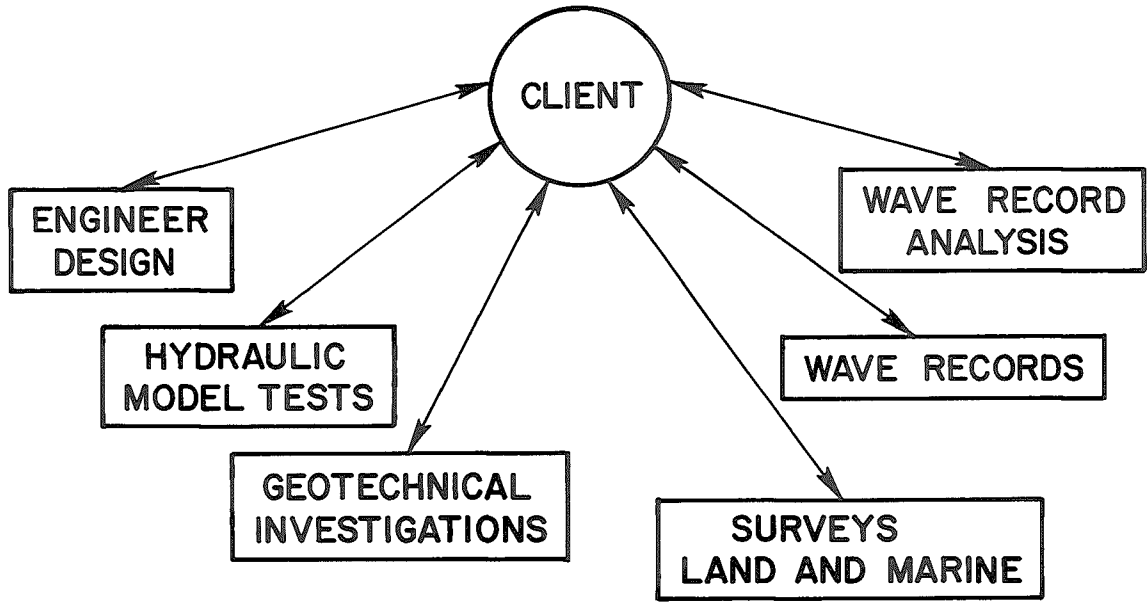 CLIENT
ENGINEER
DESIGN
WAVE RECORD
ANALYSIS
HYDRAULIC
MODEL TESTS
WAVE RECORDS
GEOTECHNICAL
INVESTIGATIONS
SURVEYS
LAND AND MARINE